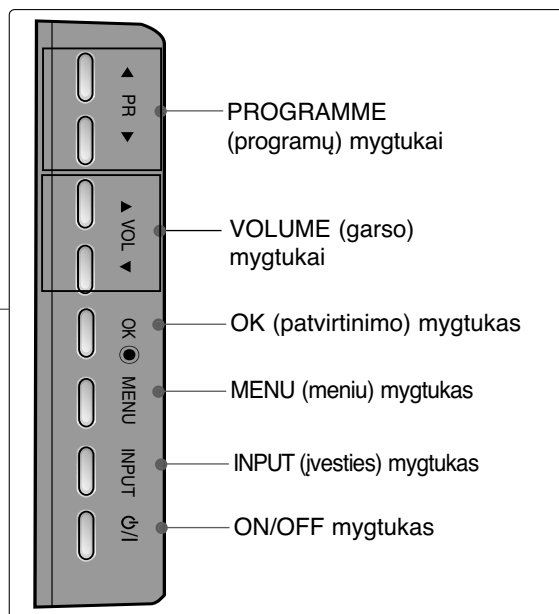 PR
VOL
OK
MENU
INPUT
⏻/I
PROGRAMME
(programų) mygtukai
VOLUME (garso)
mygtukai
OK (patvirtinimo) mygtukas
MENU (meniu) mygtukas
INPUT (įvesties) mygtukas
ON/OFF mygtukas